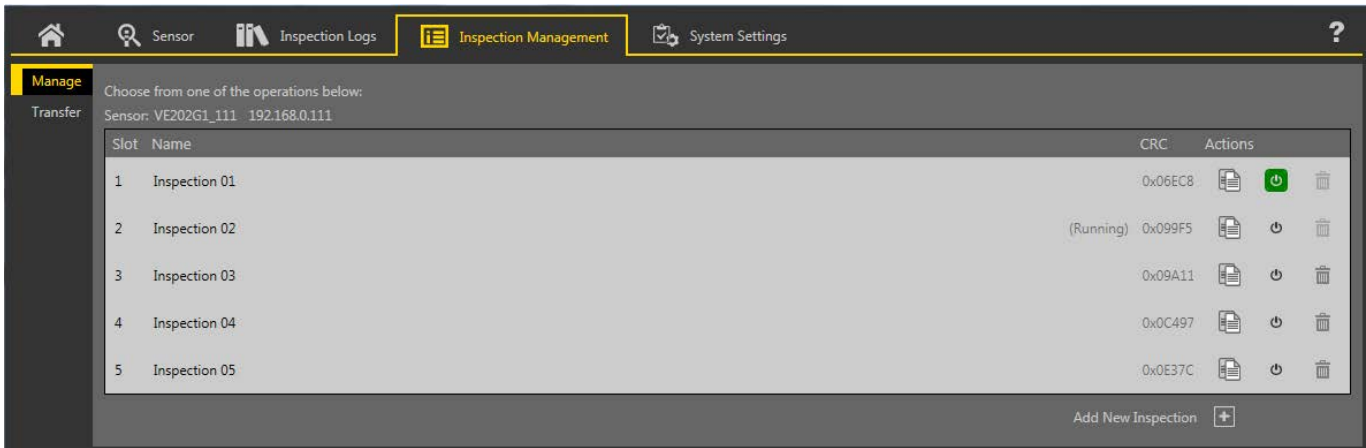 Sensor Inspection Logs Inspection Management System Settings ?
Manage
Transfer
Choose from one of the operations below:
Sensor: VE202G1_111 192.168.0.111
Slot Name CRC Actions
1 Inspection 01 0x06EC8
2 Inspection 02 (Running) 0x099F5
3 Inspection 03 0x09A11
4 Inspection 04 0x0C497
5 Inspection 05 0x0E37C
Add New Inspection +